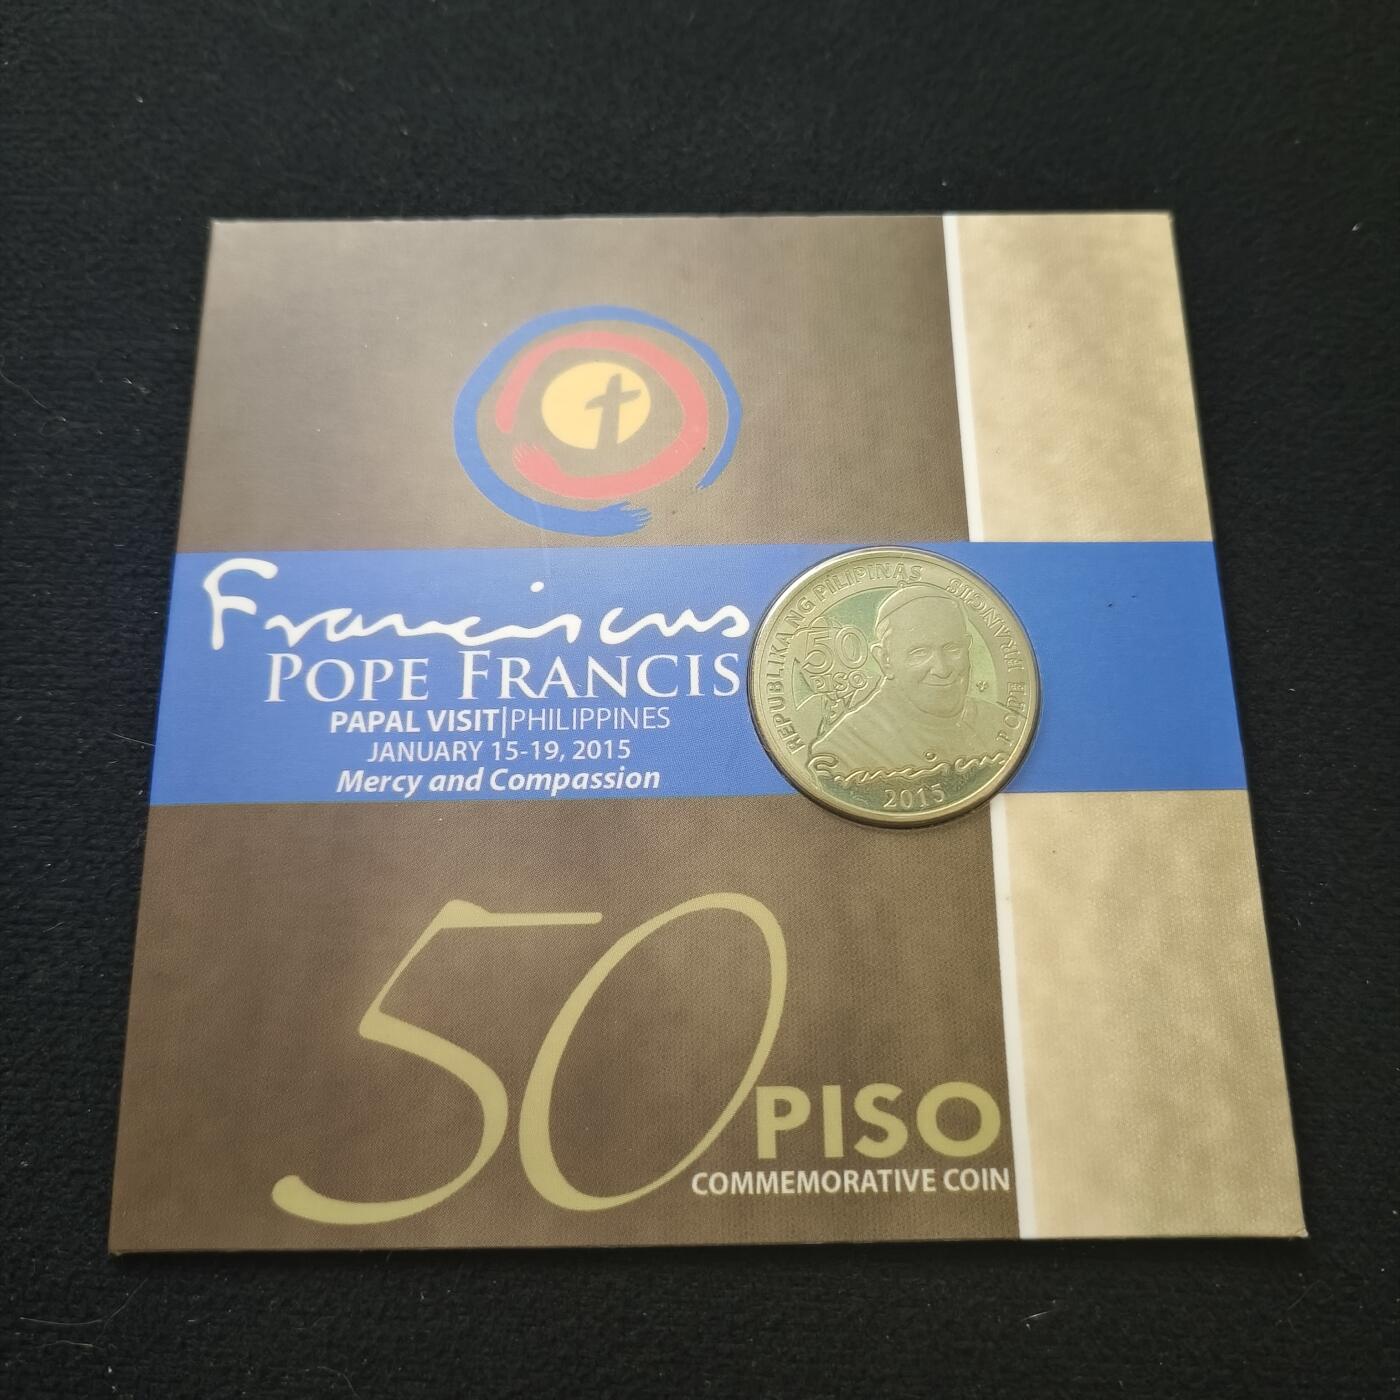 Franciscus
POPE FRANCIS
PAPAL VISIT|PHILIPPINES
JANUARY 15-19, 2015
Mercy and Compassion
REPUBLIKA NG PILIPINAS
50
PISO
POPE FRANCIS
Franciscus
2015
50 PISO
COMMEMORATIVE COIN